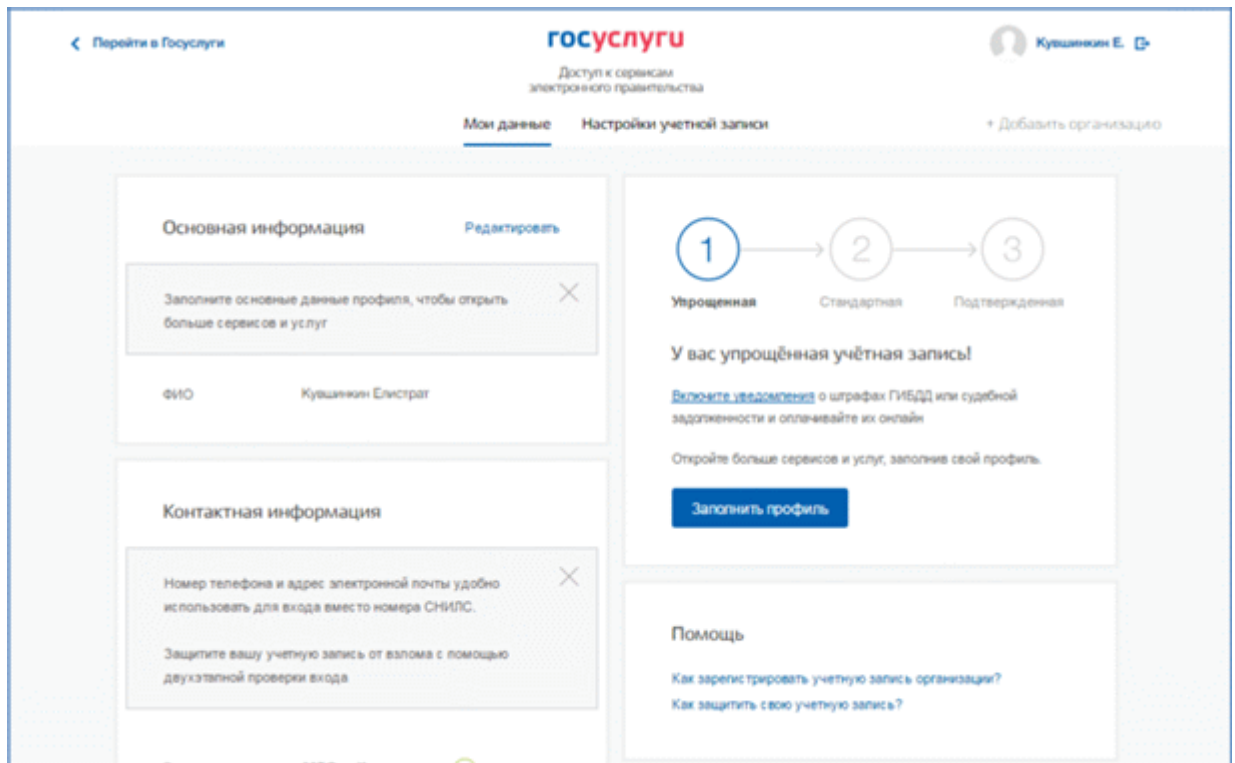 Перейти в Госуслуги
госуслуги
Кувшинкин Е.
Доступ к сервисам
электронного правительства
Мои данные
Настройки учетной записи
+ Добавить организацию
Основная информация
Редактировать
Заполните основные данные профиля, чтобы открыть
больше сервисов и услуг
ФИО
Кувшинкин Елистрат
Контактная информация
Номер телефона и адрес электронной почты удобно
использовать для входа вместо номера СНИЛС.
Защитите вашу учетную запись от взлома с помощью
двухэтапной проверки входа
1
2
3
Упрощенная
Стандартная
Подтвержденная
У вас упрощённая учётная запись!
Включите уведомления о штрафах ГИБДД или судебной
задолженности и оплачивайте их онлайн
Откройте больше сервисов и услуг, заполнив свой профиль.
Заполнить профиль
Помощь
Как зарегистрировать учетную запись организации?
Как защитить свою учетную запись?